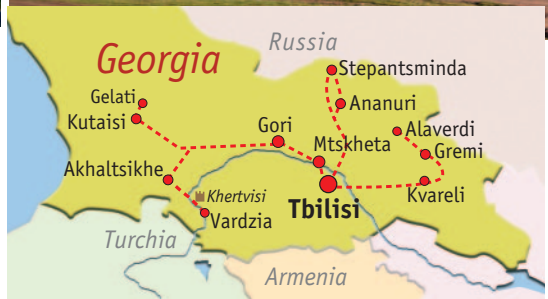 Russia
Georgia
Stepantsminda
Gelati
Ananuri
Kutaisi
Gori
Alaverdi
Mtskheta
Gremi
Akhaltsikhe
Khertvisi
Kvareli
Tbilisi
Vardzia
Turchia
Armenia